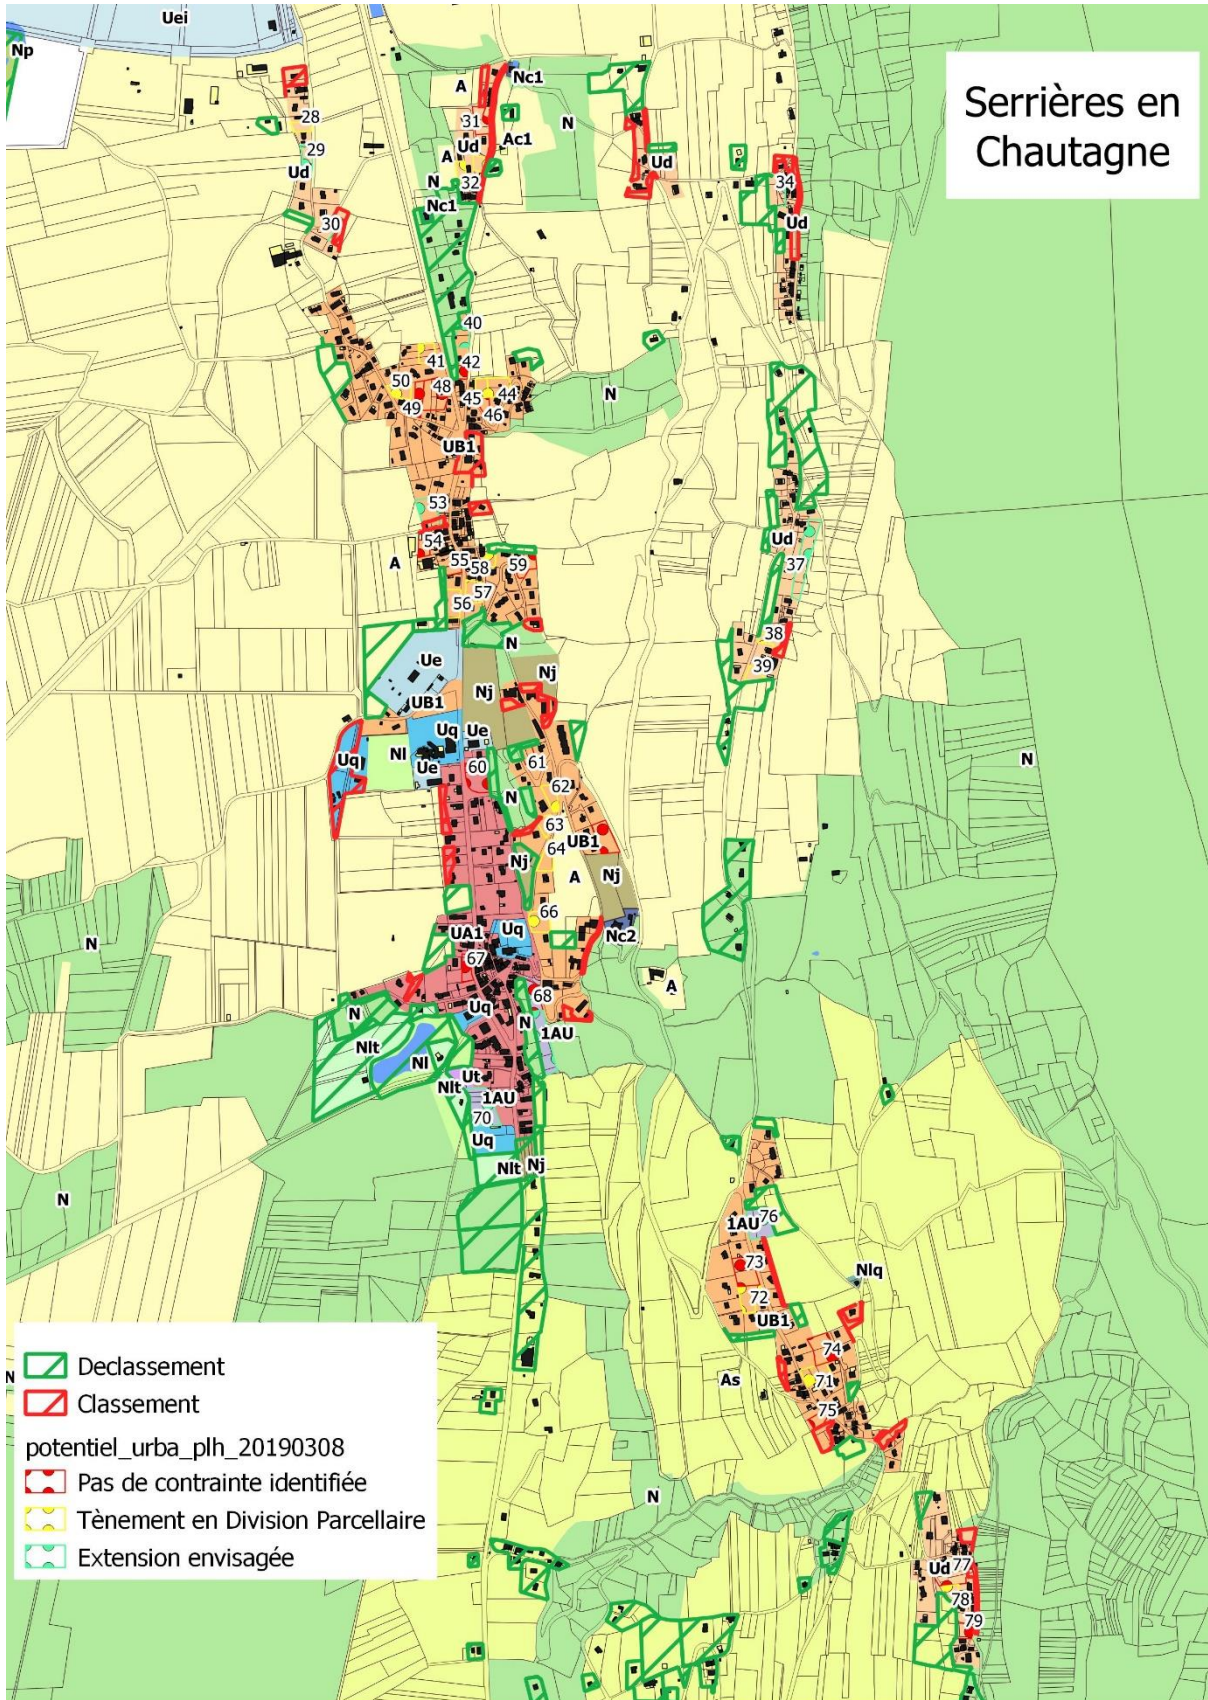 Uei
Np
Serrières en
Chautagne
Nc1
A
28
31
N
Ac1
Ud
29
A
Ud
Ud
N
32
34
Nc1
30
Ud
40
41
42
50
48
44
45
49
46
N
UB1
53
Ud
54
A
55
58
59
37
57
56
38
N
39
Ue
Nj
Nj
UB1
Uq
Ue
Nl
61
Uq
Ue
60
N
62
N
63
UB1
64
Nj
A
Nj
66
UA1
Uq
Nc2
N
67
68
A
N
Uq
N
1AU
Nlt
Nl
Ut
Nlt
1AU
70
Uq
Nlt
Nj
N
76
1AU
73
Nlq
72
UB1
74
As
71
75
N
Declassement
Classement
potentiel_urba_plh_20190308
Pas de contrainte identifiée
Tènement en Division Parcellaire
Extension envisagée
N
77
Ud
78
79